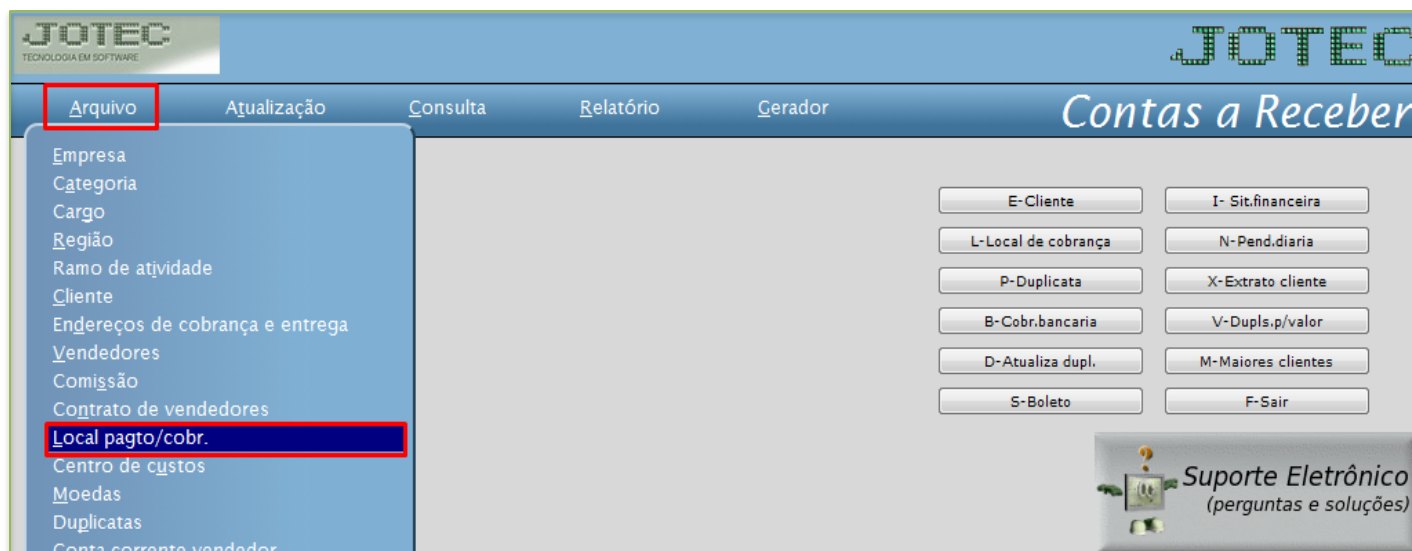 JOTEC
TECNOLOGIA EM SOFTWARE
JOTEC
Arquivo Atualização Consulta Relatório Gerador Contas a Receber
Empresa
Categoria
Cargo
Região
Ramo de atividade
Cliente
Endereços de cobrança e entrega
Vendedores
Comissão
Contrato de vendedores
Local pagto/cobr.
Centro de custos
Moedas
Duplicatas
Conta corrente vendedor
E-Cliente I- Sit.financeira
L-Local de cobrança N-Pend.diaria
P-Duplicata X-Extrato cliente
B-Cobr.bancaria V-Dupls.p/valor
D-Atualiza dupl. M-Maiores clientes
S-Boleto F-Sair
Suporte Eletrônico
(perguntas e soluções)